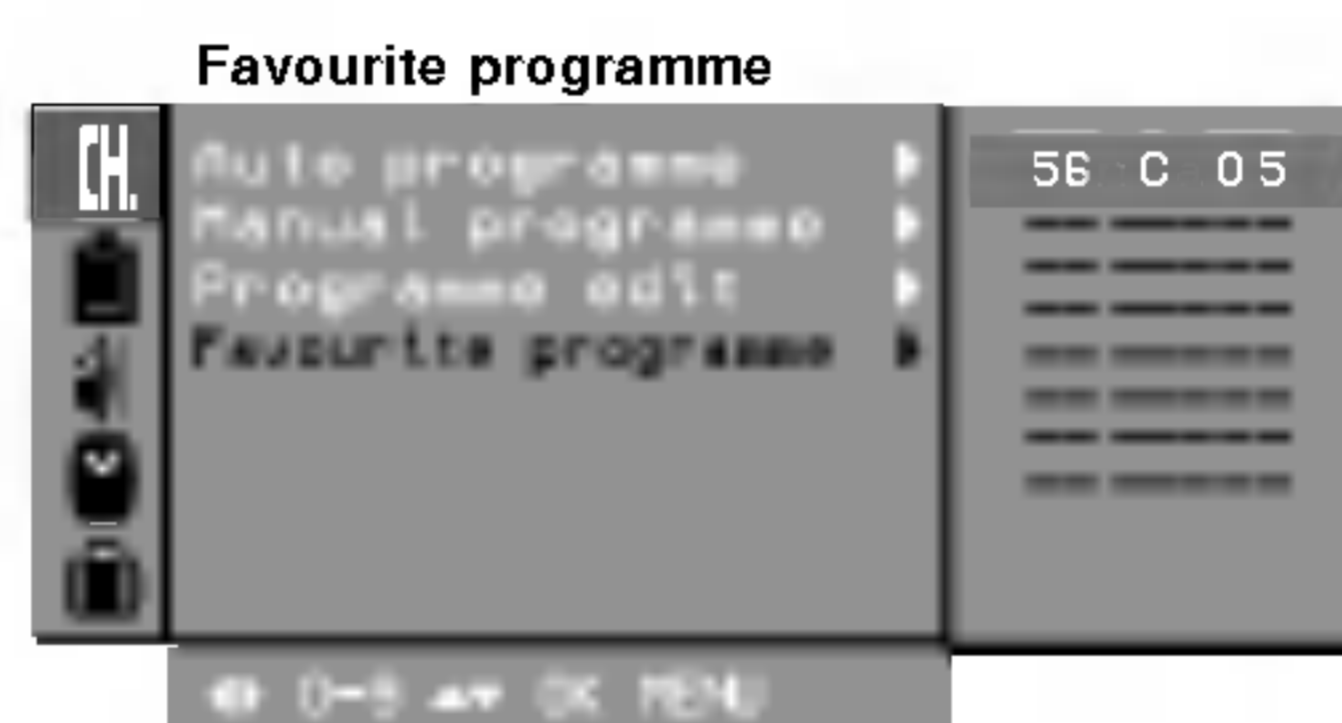 Favourite programme
CH.
Auto programme
Manual programme
Programme edit
Favourite programme
56 C 05
-- ------
-- ------
-- ------
-- ------
-- ------
-- ------
-- ------
0-9 OK MENU